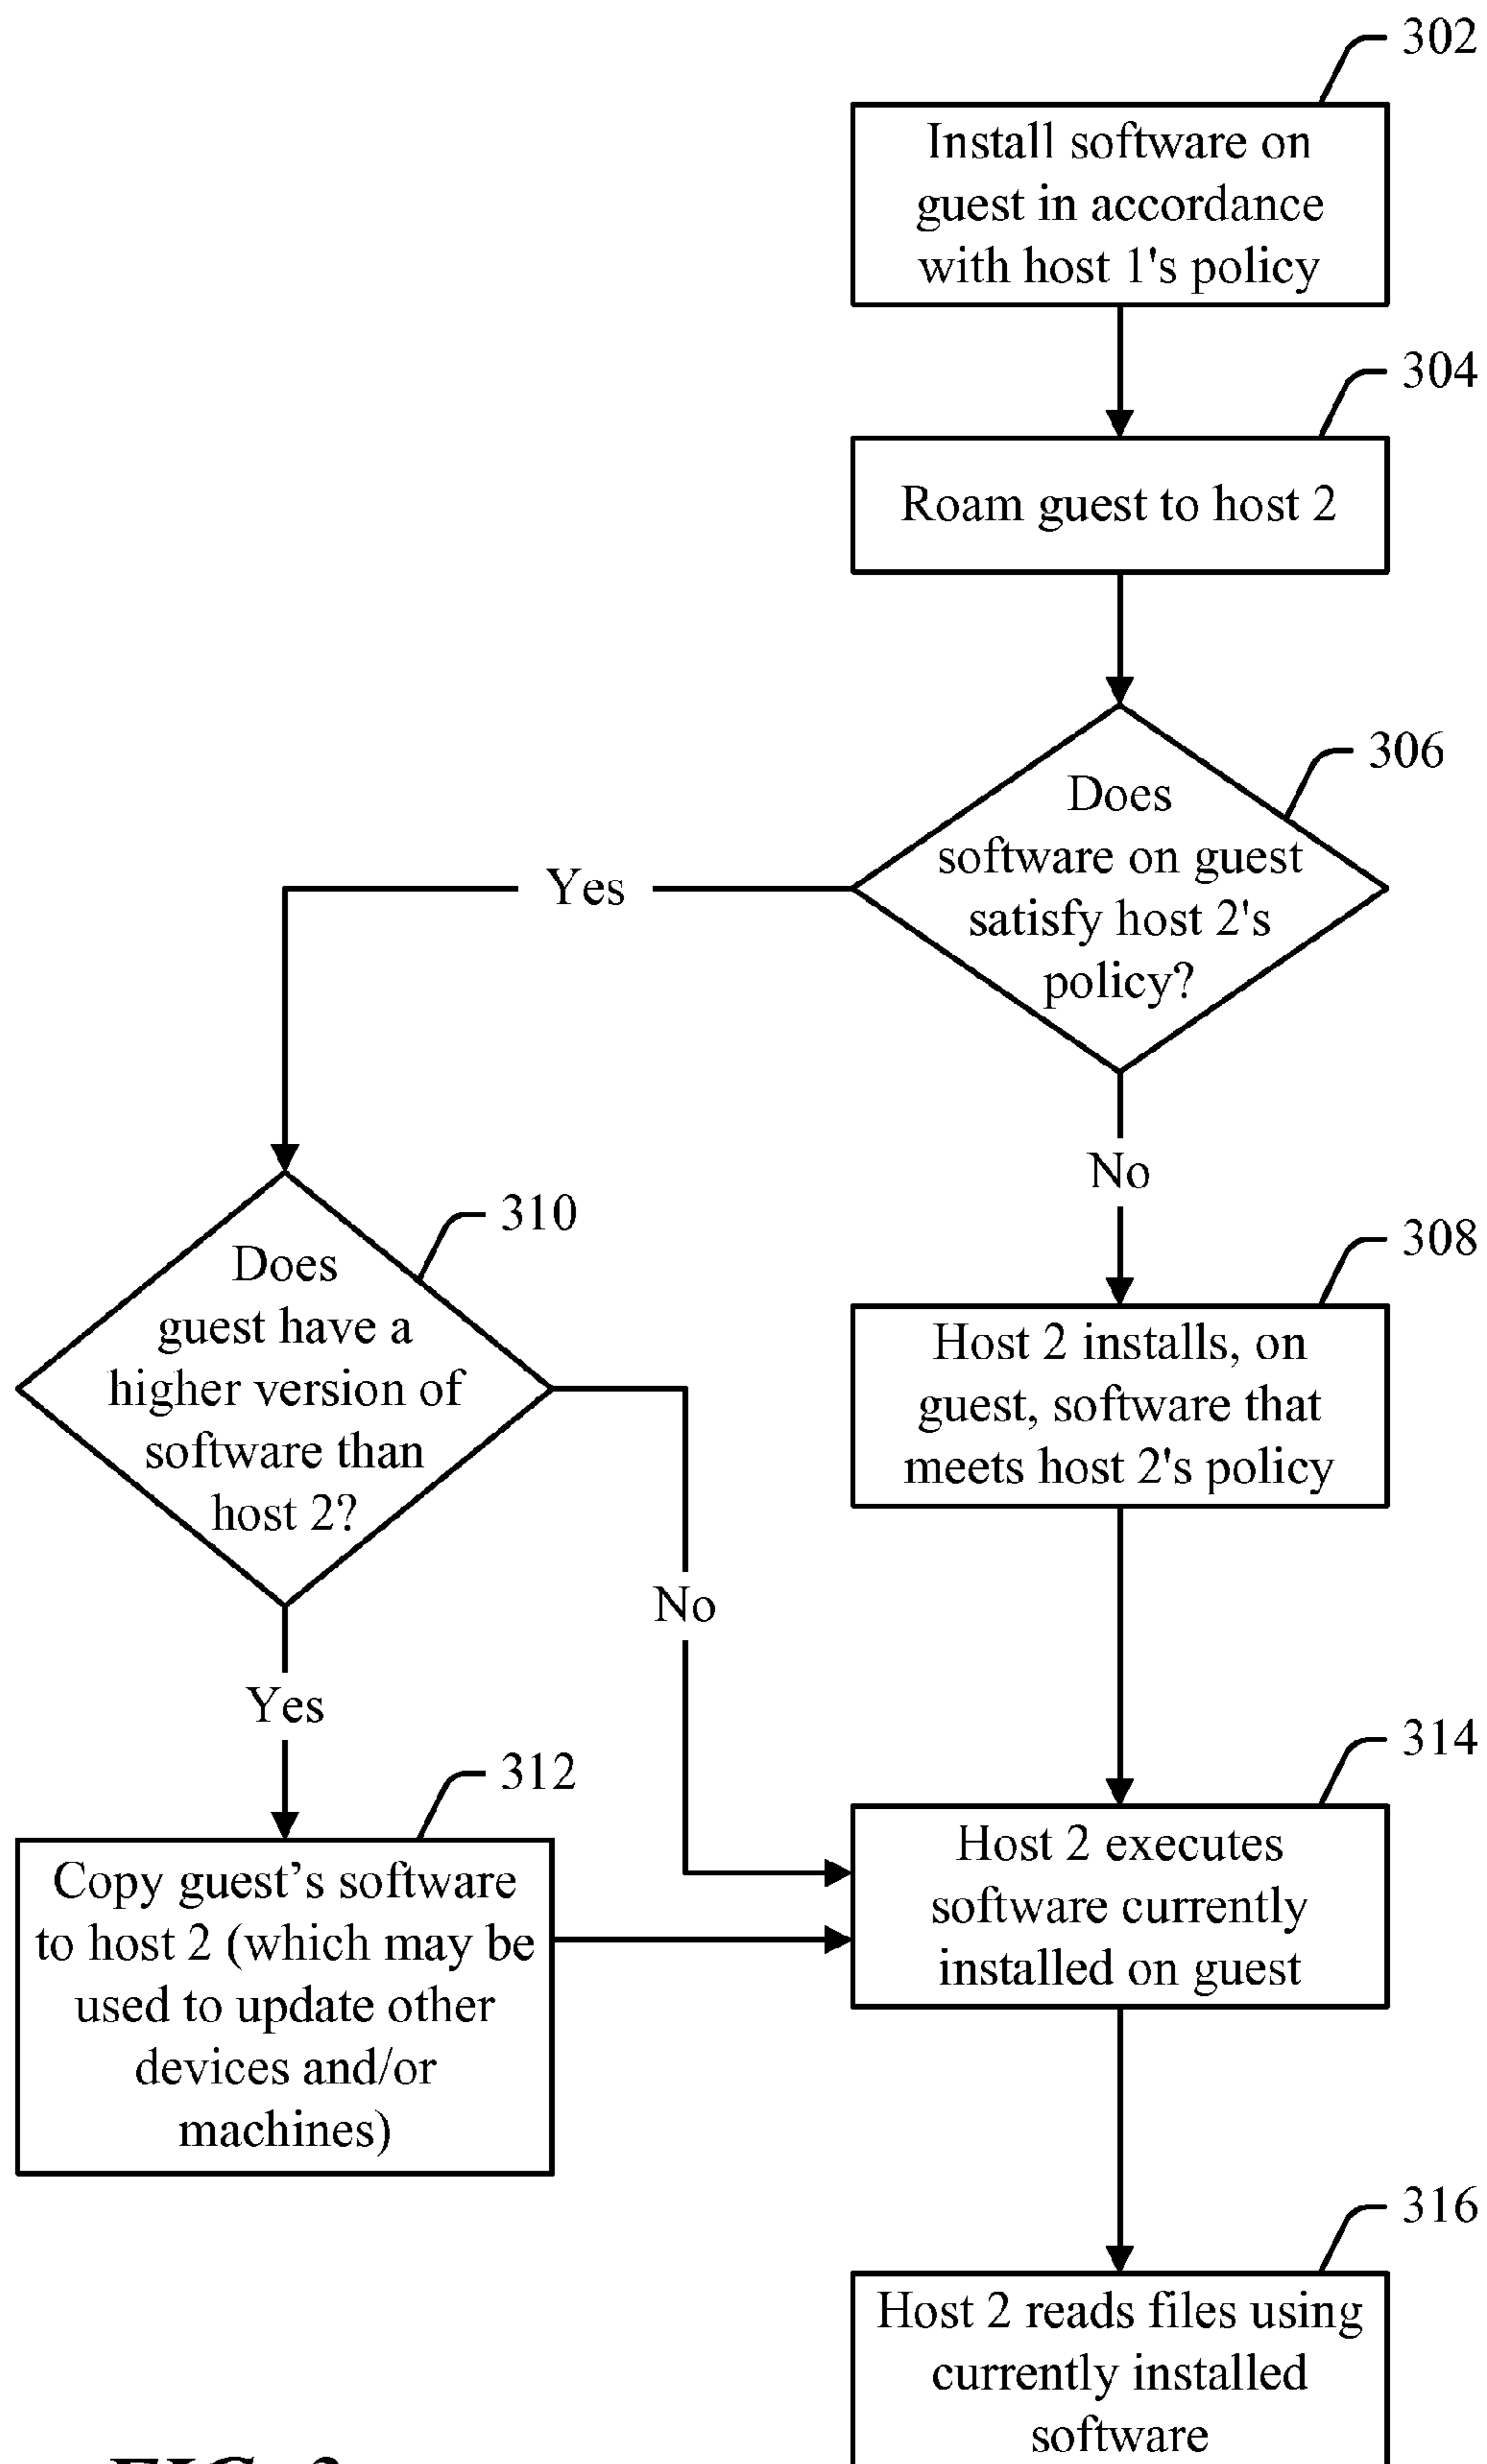 302
Install software on
guest in accordance
with host 1's policy
304
Roam guest to host 2
306
Does
software on guest
satisfy host 2's
policy?
Yes
No
310
Does
guest have a
higher version of
software than
host 2?
308
Host 2 installs, on
guest, software that
meets host 2's policy
No
Yes
312
Copy guest’s software
to host 2 (which may be
used to update other
devices and/or
machines)
314
Host 2 executes
software currently
installed on guest
316
Host 2 reads files using
currently installed
software